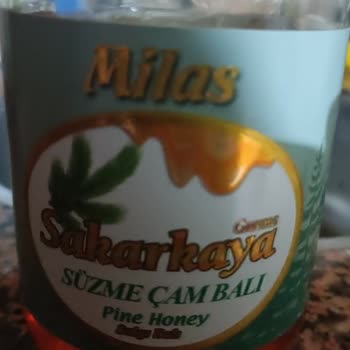 Milas
Sakarkaya
SÜZME ÇAM BALI
Pine Honey